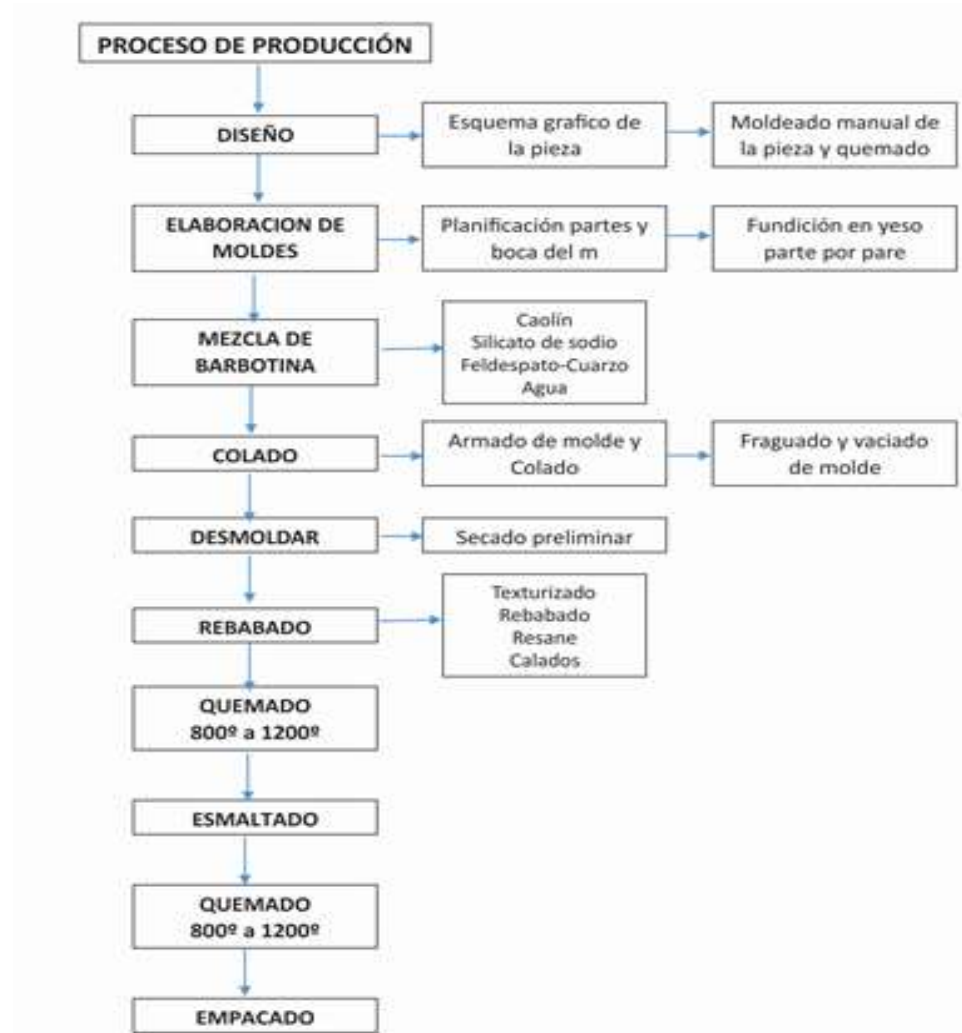 PROCESO DE PRODUCCIÓN
DISEÑO
Esquema grafico de
la pieza
Moldeado manual de
la pieza y quemado
ELABORACION DE
MOLDES
Planificación partes y
boca del m
Fundición en yeso
parte por pare
MEZCLA DE
BARBOTINA
Caolín
Silicato de sodio
Feldespato-Cuarzo
Agua
COLADO
Armado de molde y
Colado
Fraguado y vaciado
de molde
DESMOLDAR
Secado preliminar
REBABADO
Texturizado
Rebabado
Resane
Calados
QUEMADO
800º a 1200º
ESMALTADO
QUEMADO
800º a 1200º
EMPACADO